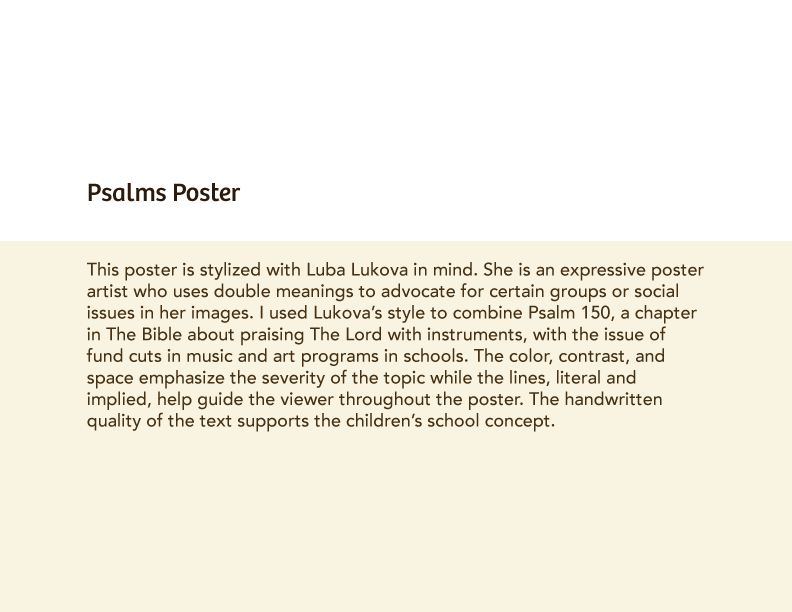 Psalms Poster
This poster is stylized with Luba Lukova in mind. She is an expressive poster
artist who uses double meanings to advocate for certain groups or social
issues in her images. I used Lukova’s style to combine Psalm 150, a chapter
in The Bible about praising The Lord with instruments, with the issue of
fund cuts in music and art programs in schools. The color, contrast, and
space emphasize the severity of the topic while the lines, literal and
implied, help guide the viewer throughout the poster. The handwritten
quality of the text supports the children’s school concept.